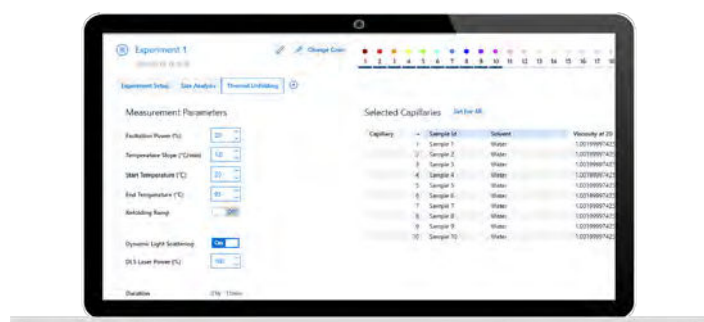 Experiment 1
Change Color
1 2 3 4 5 6 7 8 9 10 11 12 13 14 15 16 17 18
Experiment Setup Size Analysis Thermal Unfolding
Measurement Parameters
Excitation Power (%) 20
Temperature Slope (°C/min) 1.0
Start Temperature (°C) 25
End Temperature (°C) 95
Refolding Ramp Off
Dynamic Light Scattering On
DLS Laser Power (%) 100
Duration
Selected Capillaries Set For All
Capillary Sample Id Solvent Viscosity at 20
1 Sample 1 Water
2 Sample 2 Water
3 Sample 3 Water
4 Sample 4 Water
5 Sample 5 Water
6 Sample 6 Water
7 Sample 7 Water
8 Sample 8 Water
9 Sample 9 Water
10 Sample 10 Water